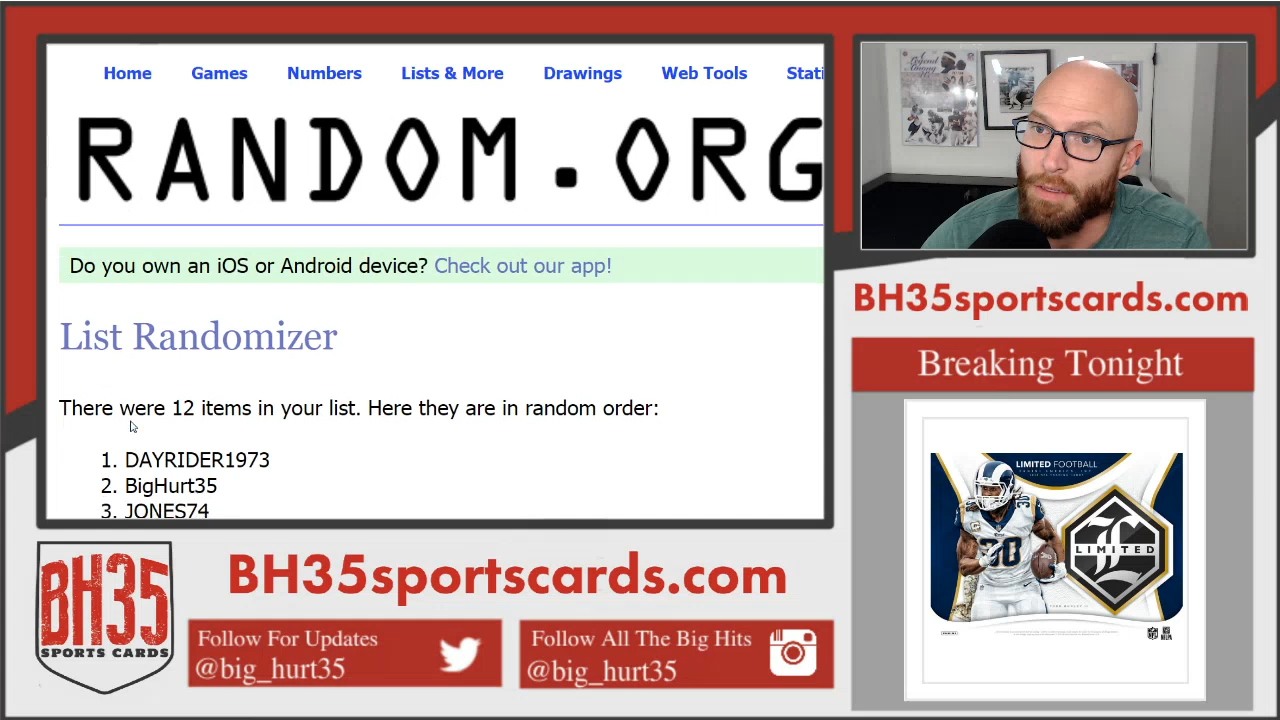 Home Games Numbers Lists & More Drawings Web Tools Stati
RANDOM.ORG
Do you own an iOS or Android device? Check out our app!
List Randomizer
There were 12 items in your list. Here they are in random order:
1. DAYRIDER1973
2. BigHurt35
3. JONES74
BH35sportscards.com
Breaking Tonight
LIMITED FOOTBALL
30
LIMITED
BH35
SPORTS CARDS
BH35sportscards.com
Follow For Updates
@big_hurt35
Follow All The Big Hits
@big_hurt35